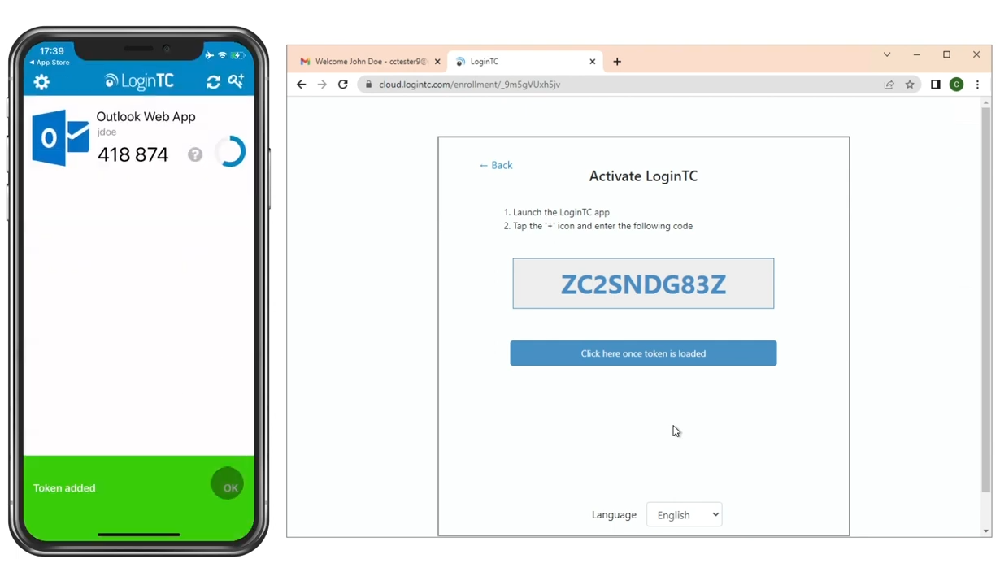 17:39
App Store
LoginTC
Outlook Web App
jdoe
418 874
?
Token added
OK
Welcome John Doe - cctester9@
LoginTC
cloud.logintc.com/enrollment/_9m5gVUxh5jv
C
← Back
Activate LoginTC
1. Launch the LoginTC app
2. Tap the '+' icon and enter the following code
ZC2SNDG83Z
Click here once token is loaded
Language English